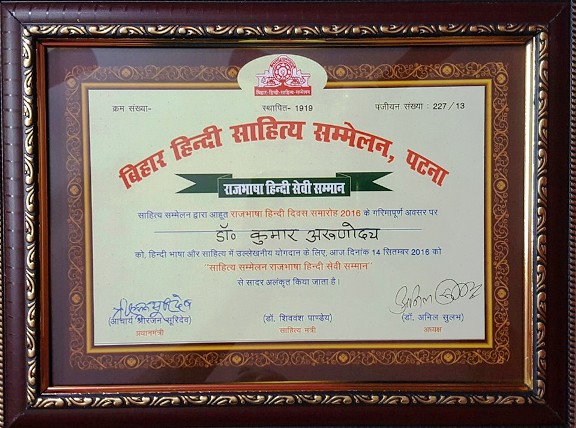 बिहार-हिन्दी-साहित्य-सम्मेलन
क्रम संख्या- स्थापित- 1919 पंजीयन संख्या : 227 / 13
बिहार हिन्दी साहित्य सम्मेलन, पटना
राजभाषा हिन्दी सेवी सम्मान
साहित्य सम्मेलन द्वारा आहूत राजभाषा हिन्दी दिवस समारोह 2016 के गरिमापूर्ण अवसर पर
डॉ॰ कुमार अरुणोदय
को, हिन्दी भाषा और साहित्य में उल्लेखनीय योगदान के लिए, आज दिनांक 14 सितम्बर 2016 को
"साहित्य सम्मेलन राजभाषा हिन्दी सेवी सम्मान"
से सादर अलंकृत किया जाता है।
(आचार्य श्रीरंजन सूरिदेव) (डॉ. शिववंश पाण्डेय) (डॉ. अनिल सुलभ)
प्रधानमंत्री साहित्य मंत्री अध्यक्ष